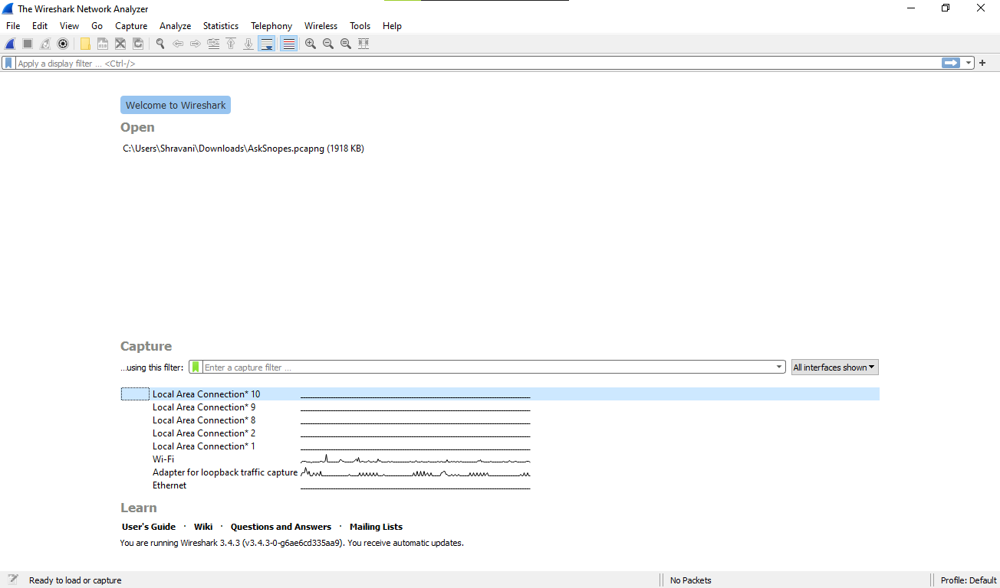 The Wireshark Network Analyzer
File Edit View Go Capture Analyze Statistics Telephony Wireless Tools Help
Apply a display filter ... <Ctrl-/>
Welcome to Wireshark
Open
C:\Users\Shravani\Downloads\AskSnopes.pcapng (1918 KB)
Capture
...using this filter: Enter a capture filter ... All interfaces shown
Local Area Connection* 10
Local Area Connection* 9
Local Area Connection* 8
Local Area Connection* 2
Local Area Connection* 1
Wi-Fi
Adapter for loopback traffic capture
Ethernet
Learn
User's Guide · Wiki · Questions and Answers · Mailing Lists
You are running Wireshark 3.4.3 (v3.4.3-0-g6ae6cd335aa9). You receive automatic updates.
Ready to load or capture No Packets Profile: Default